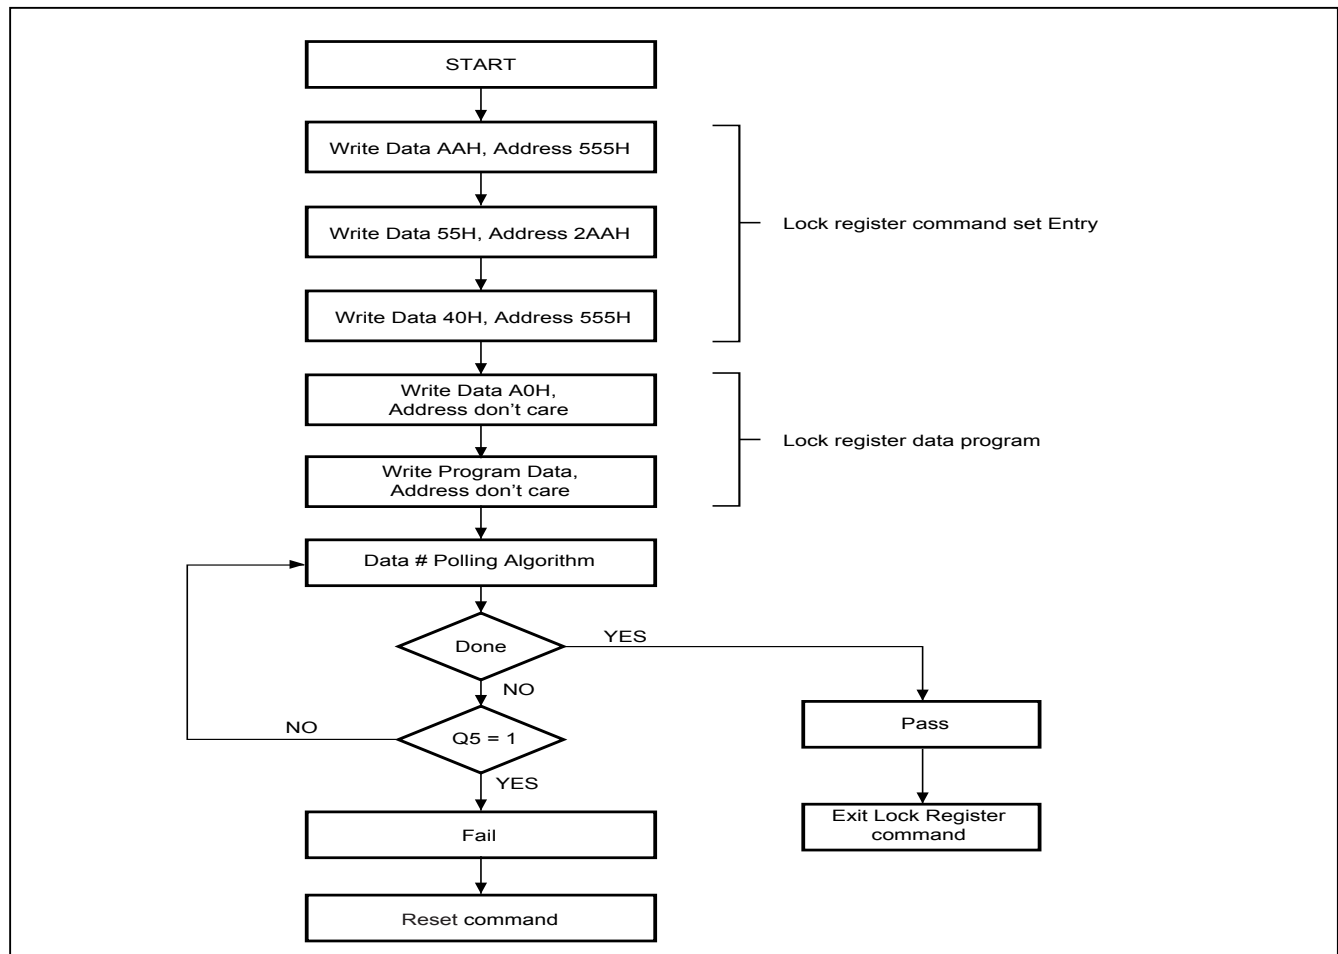 START
Write Data AAH, Address 555H
Write Data 55H, Address 2AAH
Lock register command set Entry
Write Data 40H, Address 555H
Write Data A0H,
Address don't care
Lock register data program
Write Program Data,
Address don't care
Data # Polling Algorithm
Done
YES
NO
Q5 = 1
NO
YES
Pass
Fail
Exit Lock Register
command
Reset command